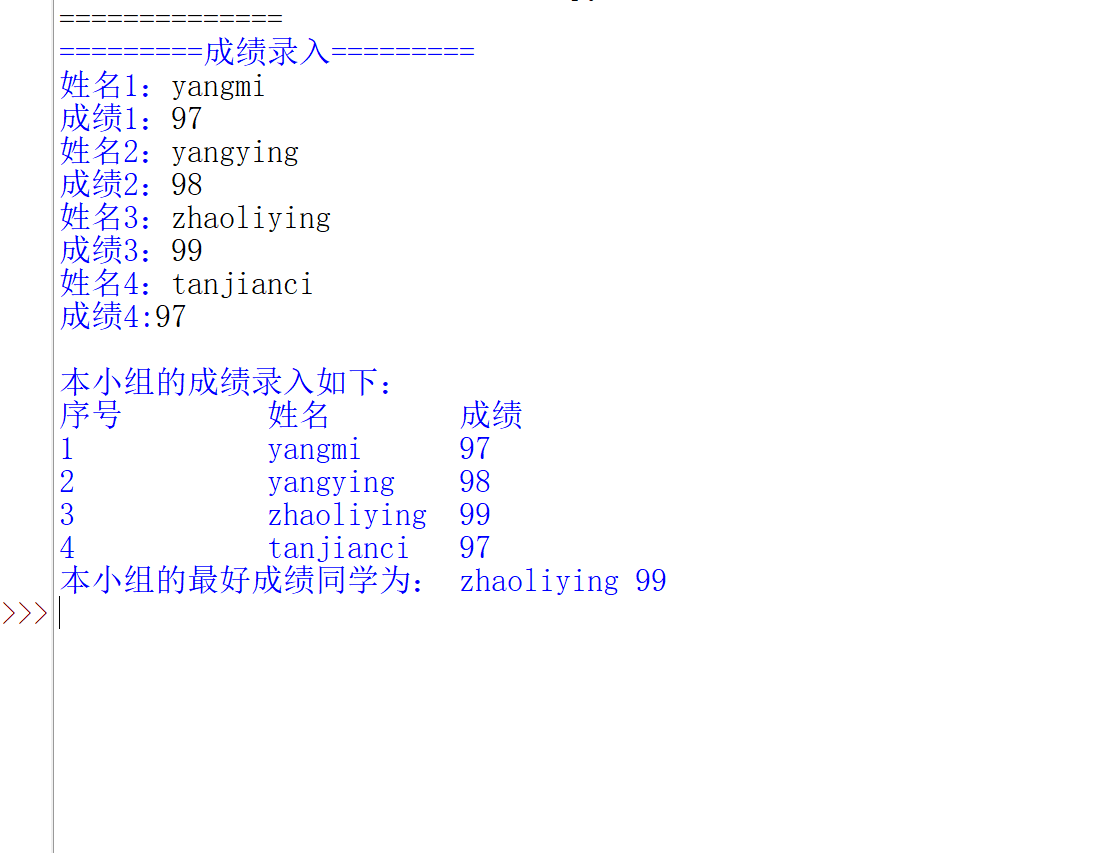 ==============
=========成绩录入=========
姓名1：yangmi
成绩1：97
姓名2：yangying
成绩2：98
姓名3：zhaoliying
成绩3：99
姓名4：tanjianci
成绩4:97
本小组的成绩录入如下：
序号 姓名 成绩
1 yangmi 97
2 yangying 98
3 zhaoliying 99
4 tanjianci 97
本小组的最好成绩同学为： zhaoliying 99
>>>